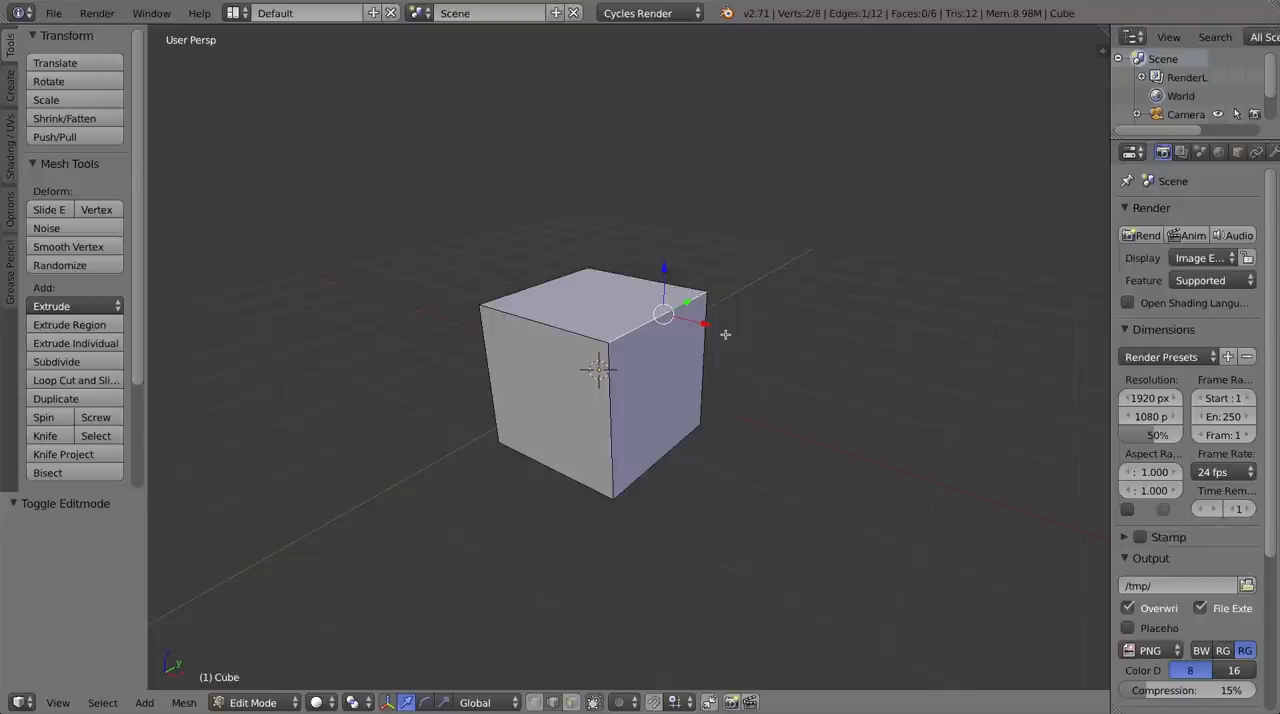 File Render Window Help Default Scene Cycles Render v2.71 | Verts:2/8 | Edges:1/12 | Faces:0/6 | Tris:12 | Mem:8.98M | Cube
Tools
Create
Shading / UVs
Options
Grease Pencil
Transform
Translate
Rotate
Scale
Shrink/Fatten
Push/Pull
Mesh Tools
Deform:
Slide E Vertex
Noise
Smooth Vertex
Randomize
Add:
Extrude
Extrude Region
Extrude Individual
Subdivide
Loop Cut and Sli...
Duplicate
Spin Screw
Knife Select
Knife Project
Bisect
Toggle Editmode
User Persp
y
(1) Cube
View Select Add Mesh Edit Mode Global
View Search All Sce
Scene
RenderL
World
Camera
Scene
Render
Rend Anim Audio
Display Image E...
Feature Supported
Open Shading Langu...
Dimensions
Render Presets
Resolution: Frame Ra...
1920 px Start : 1
1080 p En: 250
50% Fram: 1
Aspect Ra... Frame Rate:
: 1.000 24 fps
: 1.000 Time Rem...
1
Stamp
Output
/tmp/
Overwri File Exte
Placeho
PNG BW RG RG
Color D 8 16
Compression: 15%